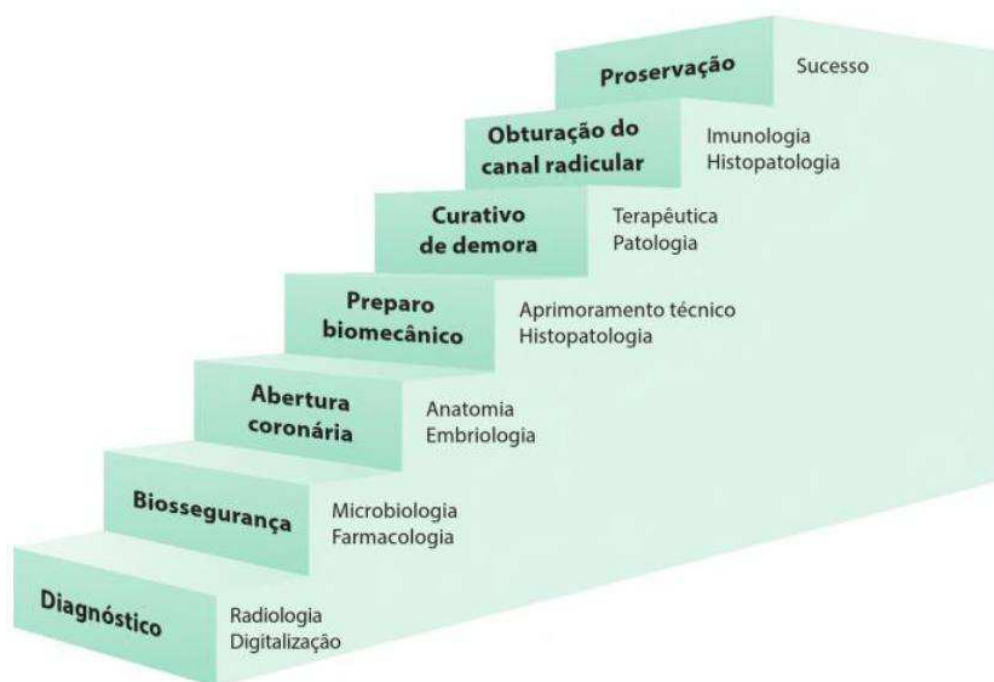 Proservação
Sucesso
Obturação do
canal radicular
Imunologia
Histopatologia
Curativo
de demora
Terapêutica
Patologia
Preparo
biomecânico
Aprimoramento técnico
Histopatologia
Abertura
coronária
Anatomia
Embriologia
Biossegurança
Microbiologia
Farmacologia
Diagnóstico
Radiologia
Digitalização